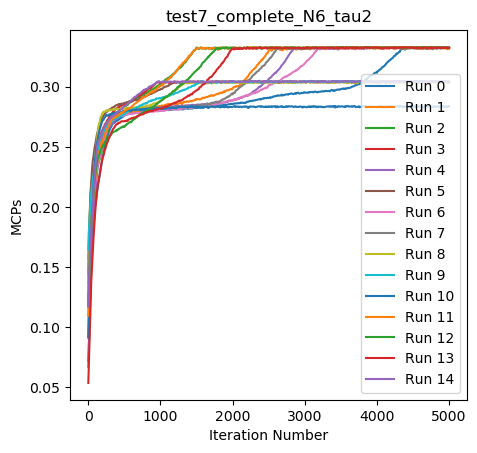 test7_complete_N6_tau2
MCPs
0.30
0.25
0.20
0.15
0.10
0.05
0
1000
2000
3000
4000
5000
Iteration Number
Run 0
Run 1
Run 2
Run 3
Run 4
Run 5
Run 6
Run 7
Run 8
Run 9
Run 10
Run 11
Run 12
Run 13
Run 14